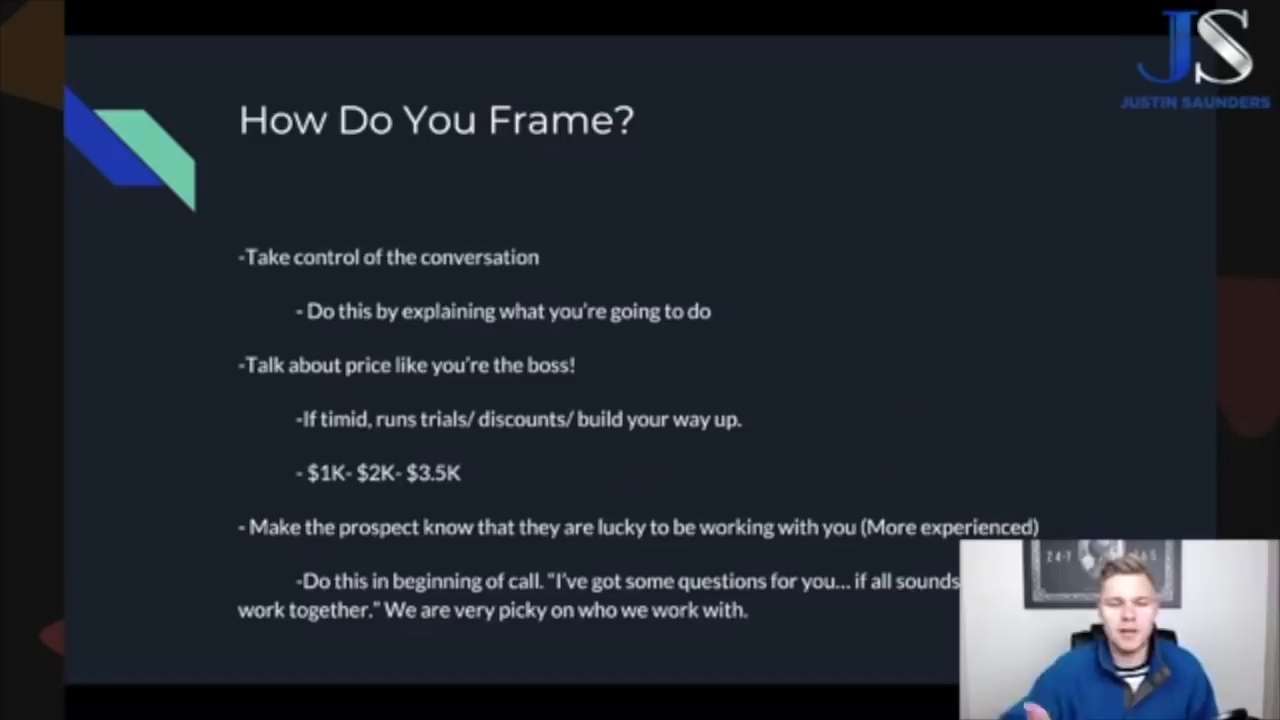 JS
JUSTIN SAUNDERS
How Do You Frame?
-Take control of the conversation
- Do this by explaining what you're going to do
-Talk about price like you're the boss!
-If timid, runs trials/ discounts/ build your way up.
- $1K- $2K- $3.5K
- Make the prospect know that they are lucky to be working with you (More experienced)
-Do this in beginning of call. "I've got some questions for you... if all sounds
work together." We are very picky on who we work with.
24-7